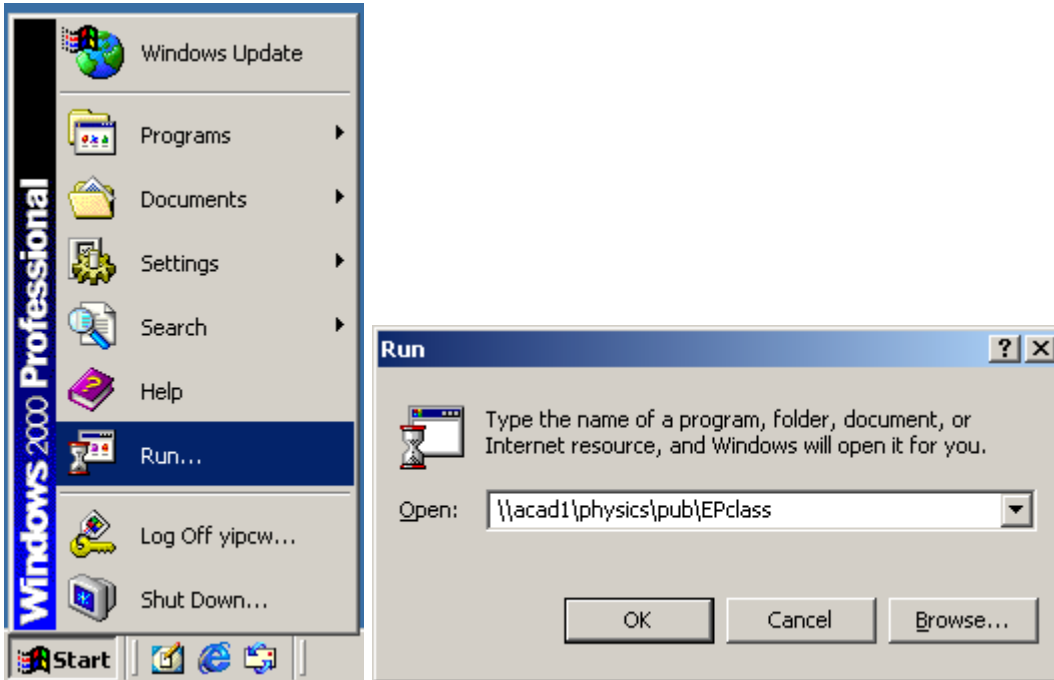 Windows 2000 Professional
Windows Update
Programs
Documents
Settings
Search
Help
Run...
Log Off yipcw...
Shut Down...
Start
Run
Type the name of a program, folder, document, or
Internet resource, and Windows will open it for you.
Open: \\acad1\physics\pub\EPclass
OK Cancel Browse...